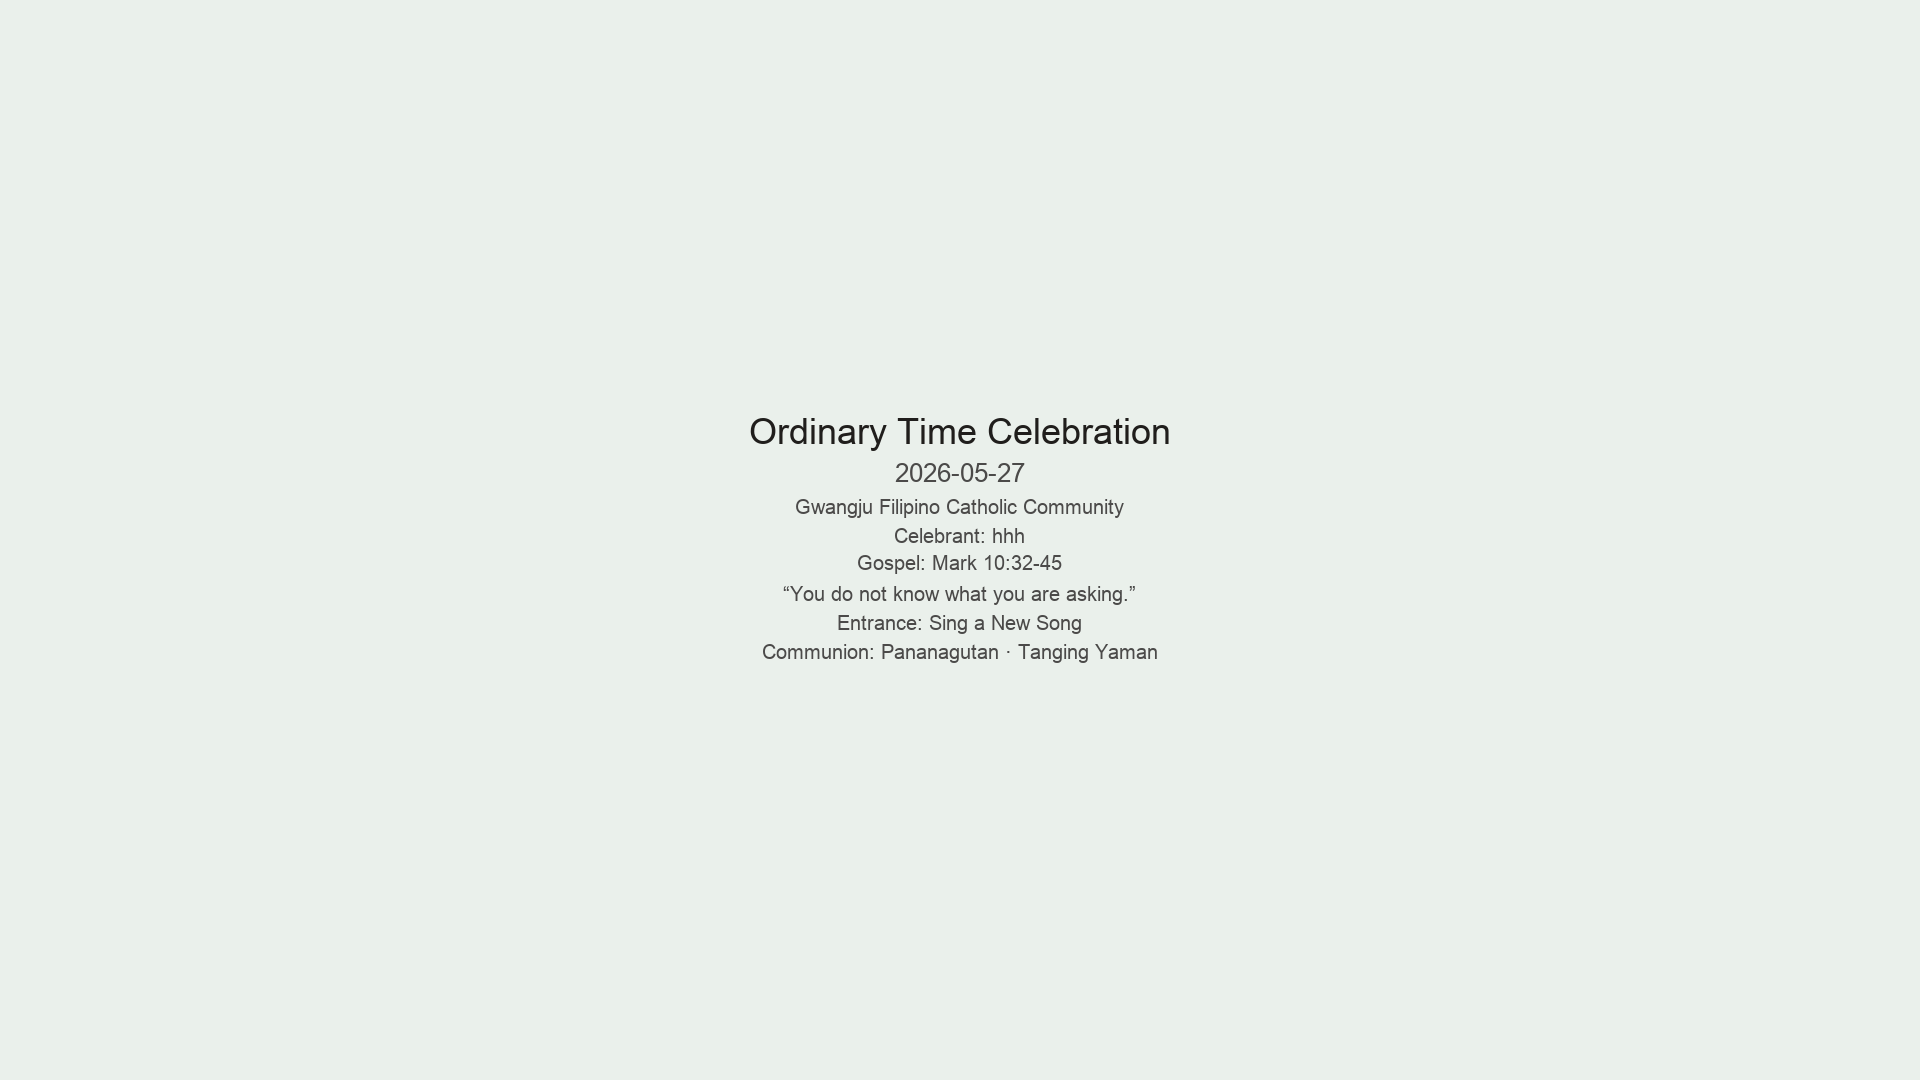 Ordinary Time Celebration
2026-05-27
Gwangju Filipino Catholic Community
Celebrant: hhh
Gospel: Mark 10:32-45
“You do not know what you are asking.”
Entrance: Sing a New Song
Communion: Pananagutan · Tanging Yaman